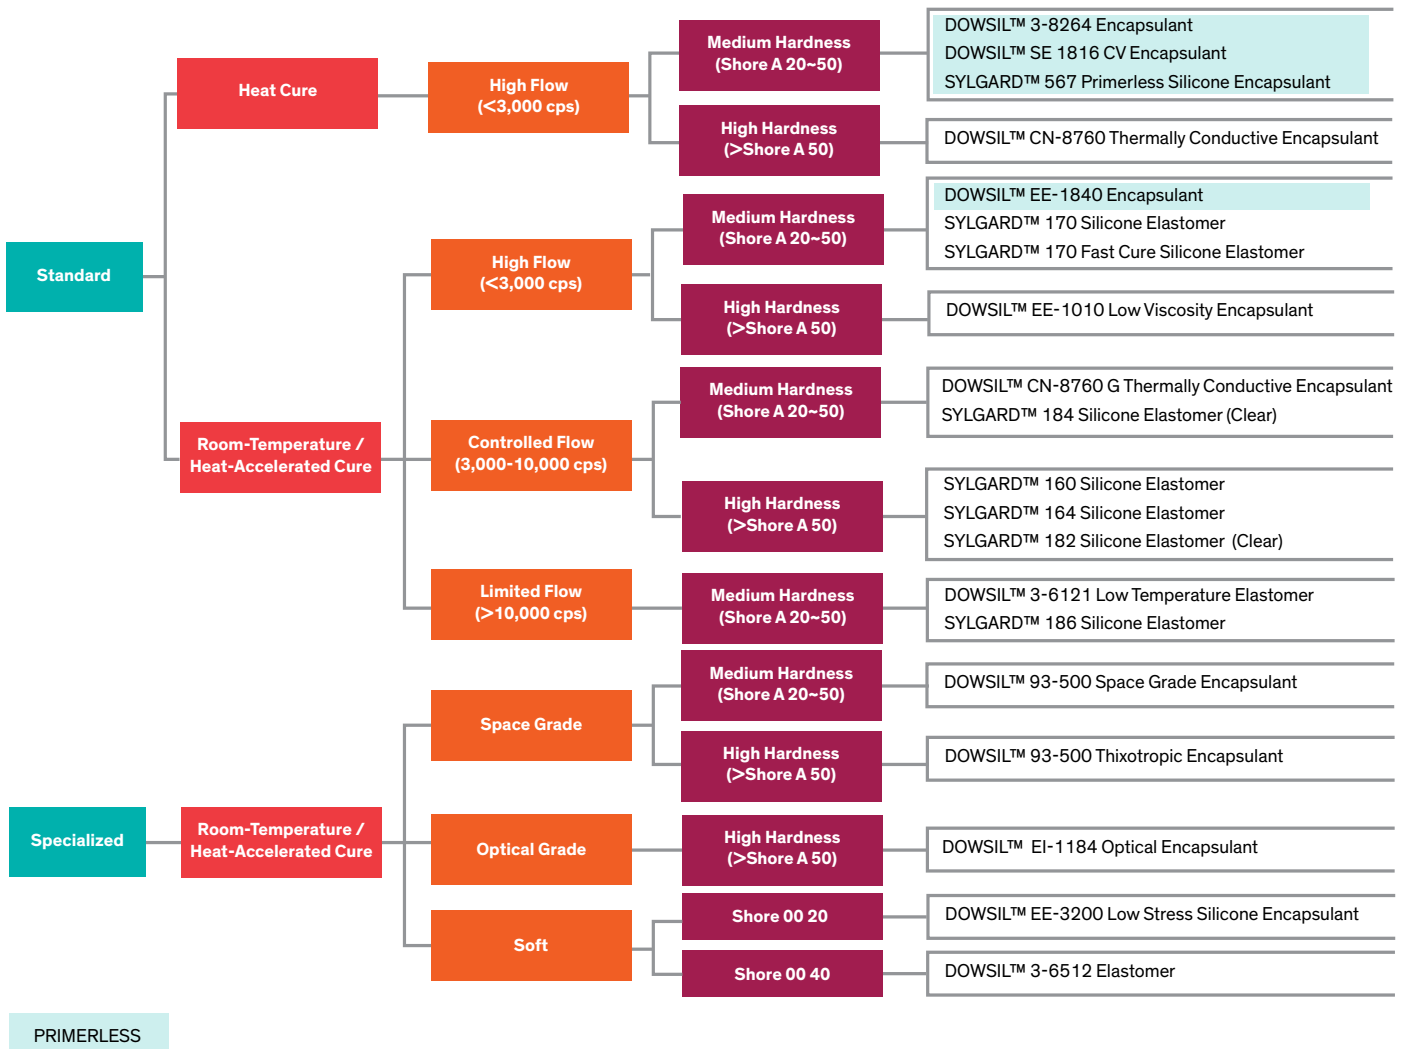 Standard
Heat Cure
High Flow
(<3,000 cps)
Medium Hardness
(Shore A 20~50)
DOWSIL™ 3-8264 Encapsulant
DOWSIL™ SE 1816 CV Encapsulant
SYLGARD™ 567 Primerless Silicone Encapsulant
High Hardness
(>Shore A 50)
DOWSIL™ CN-8760 Thermally Conductive Encapsulant
Room-Temperature /
Heat-Accelerated Cure
High Flow
(<3,000 cps)
Medium Hardness
(Shore A 20~50)
DOWSIL™ EE-1840 Encapsulant
SYLGARD™ 170 Silicone Elastomer
SYLGARD™ 170 Fast Cure Silicone Elastomer
High Hardness
(>Shore A 50)
DOWSIL™ EE-1010 Low Viscosity Encapsulant
Controlled Flow
(3,000-10,000 cps)
Medium Hardness
(Shore A 20~50)
DOWSIL™ CN-8760 G Thermally Conductive Encapsulant
SYLGARD™ 184 Silicone Elastomer (Clear)
High Hardness
(>Shore A 50)
SYLGARD™ 160 Silicone Elastomer
SYLGARD™ 164 Silicone Elastomer
SYLGARD™ 182 Silicone Elastomer (Clear)
Limited Flow
(>10,000 cps)
Medium Hardness
(Shore A 20~50)
DOWSIL™ 3-6121 Low Temperature Elastomer
SYLGARD™ 186 Silicone Elastomer
Specialized
Room-Temperature /
Heat-Accelerated Cure
Space Grade
Medium Hardness
(Shore A 20~50)
DOWSIL™ 93-500 Space Grade Encapsulant
High Hardness
(>Shore A 50)
DOWSIL™ 93-500 Thixotropic Encapsulant
Optical Grade
High Hardness
(>Shore A 50)
DOWSIL™ EI-1184 Optical Encapsulant
Soft
Shore 00 20
DOWSIL™ EE-3200 Low Stress Silicone Encapsulant
Shore 00 40
DOWSIL™ 3-6512 Elastomer
PRIMERLESS